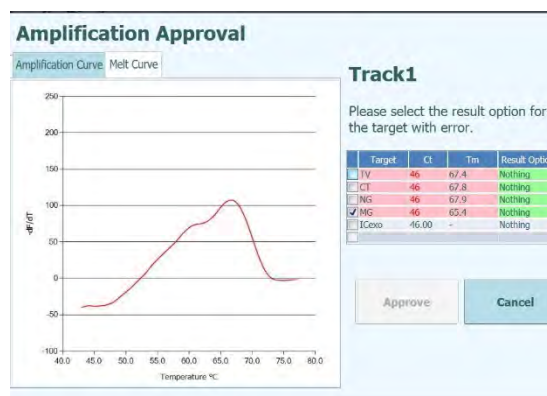 Amplification Approval
Amplification Curve Melt Curve
Track1
Please select the result option for
the target with error.
Target Ct Tm Result Optio
TV 46 67.4 Nothing
CT 46 67.8 Nothing
NG 46 67.9 Nothing
MG 46 65.4 Nothing
ICexo 46.00 - Nothing
Approve Cancel
250
200
150
100
50
0
-50
-100
-dF/dT
40.0 45.0 50.0 55.0 60.0 65.0 70.0 75.0 80.0
Temperature ºC